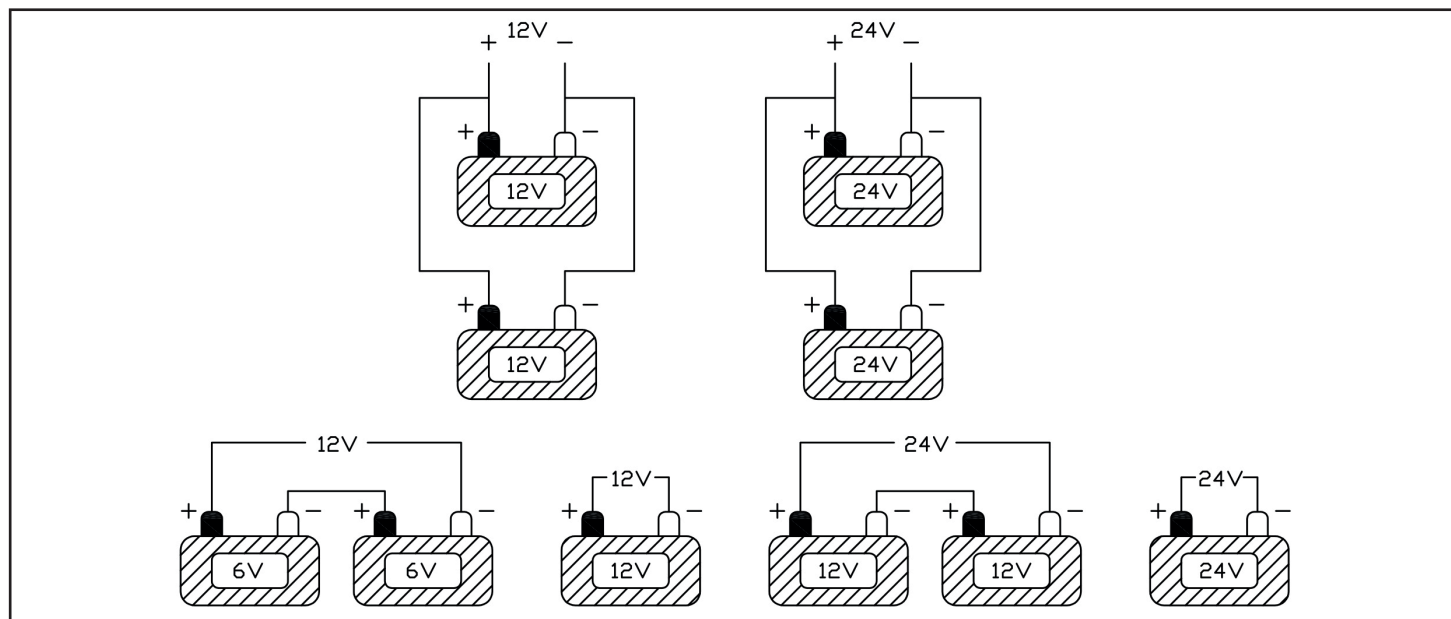 12V 24V
+ − + −
+ − + −
12V 24V
+ − + −
12V 24V
12V 24V
12V 24V
+ − + − + − + − + − + −
6V 6V 12V 12V 12V 24V